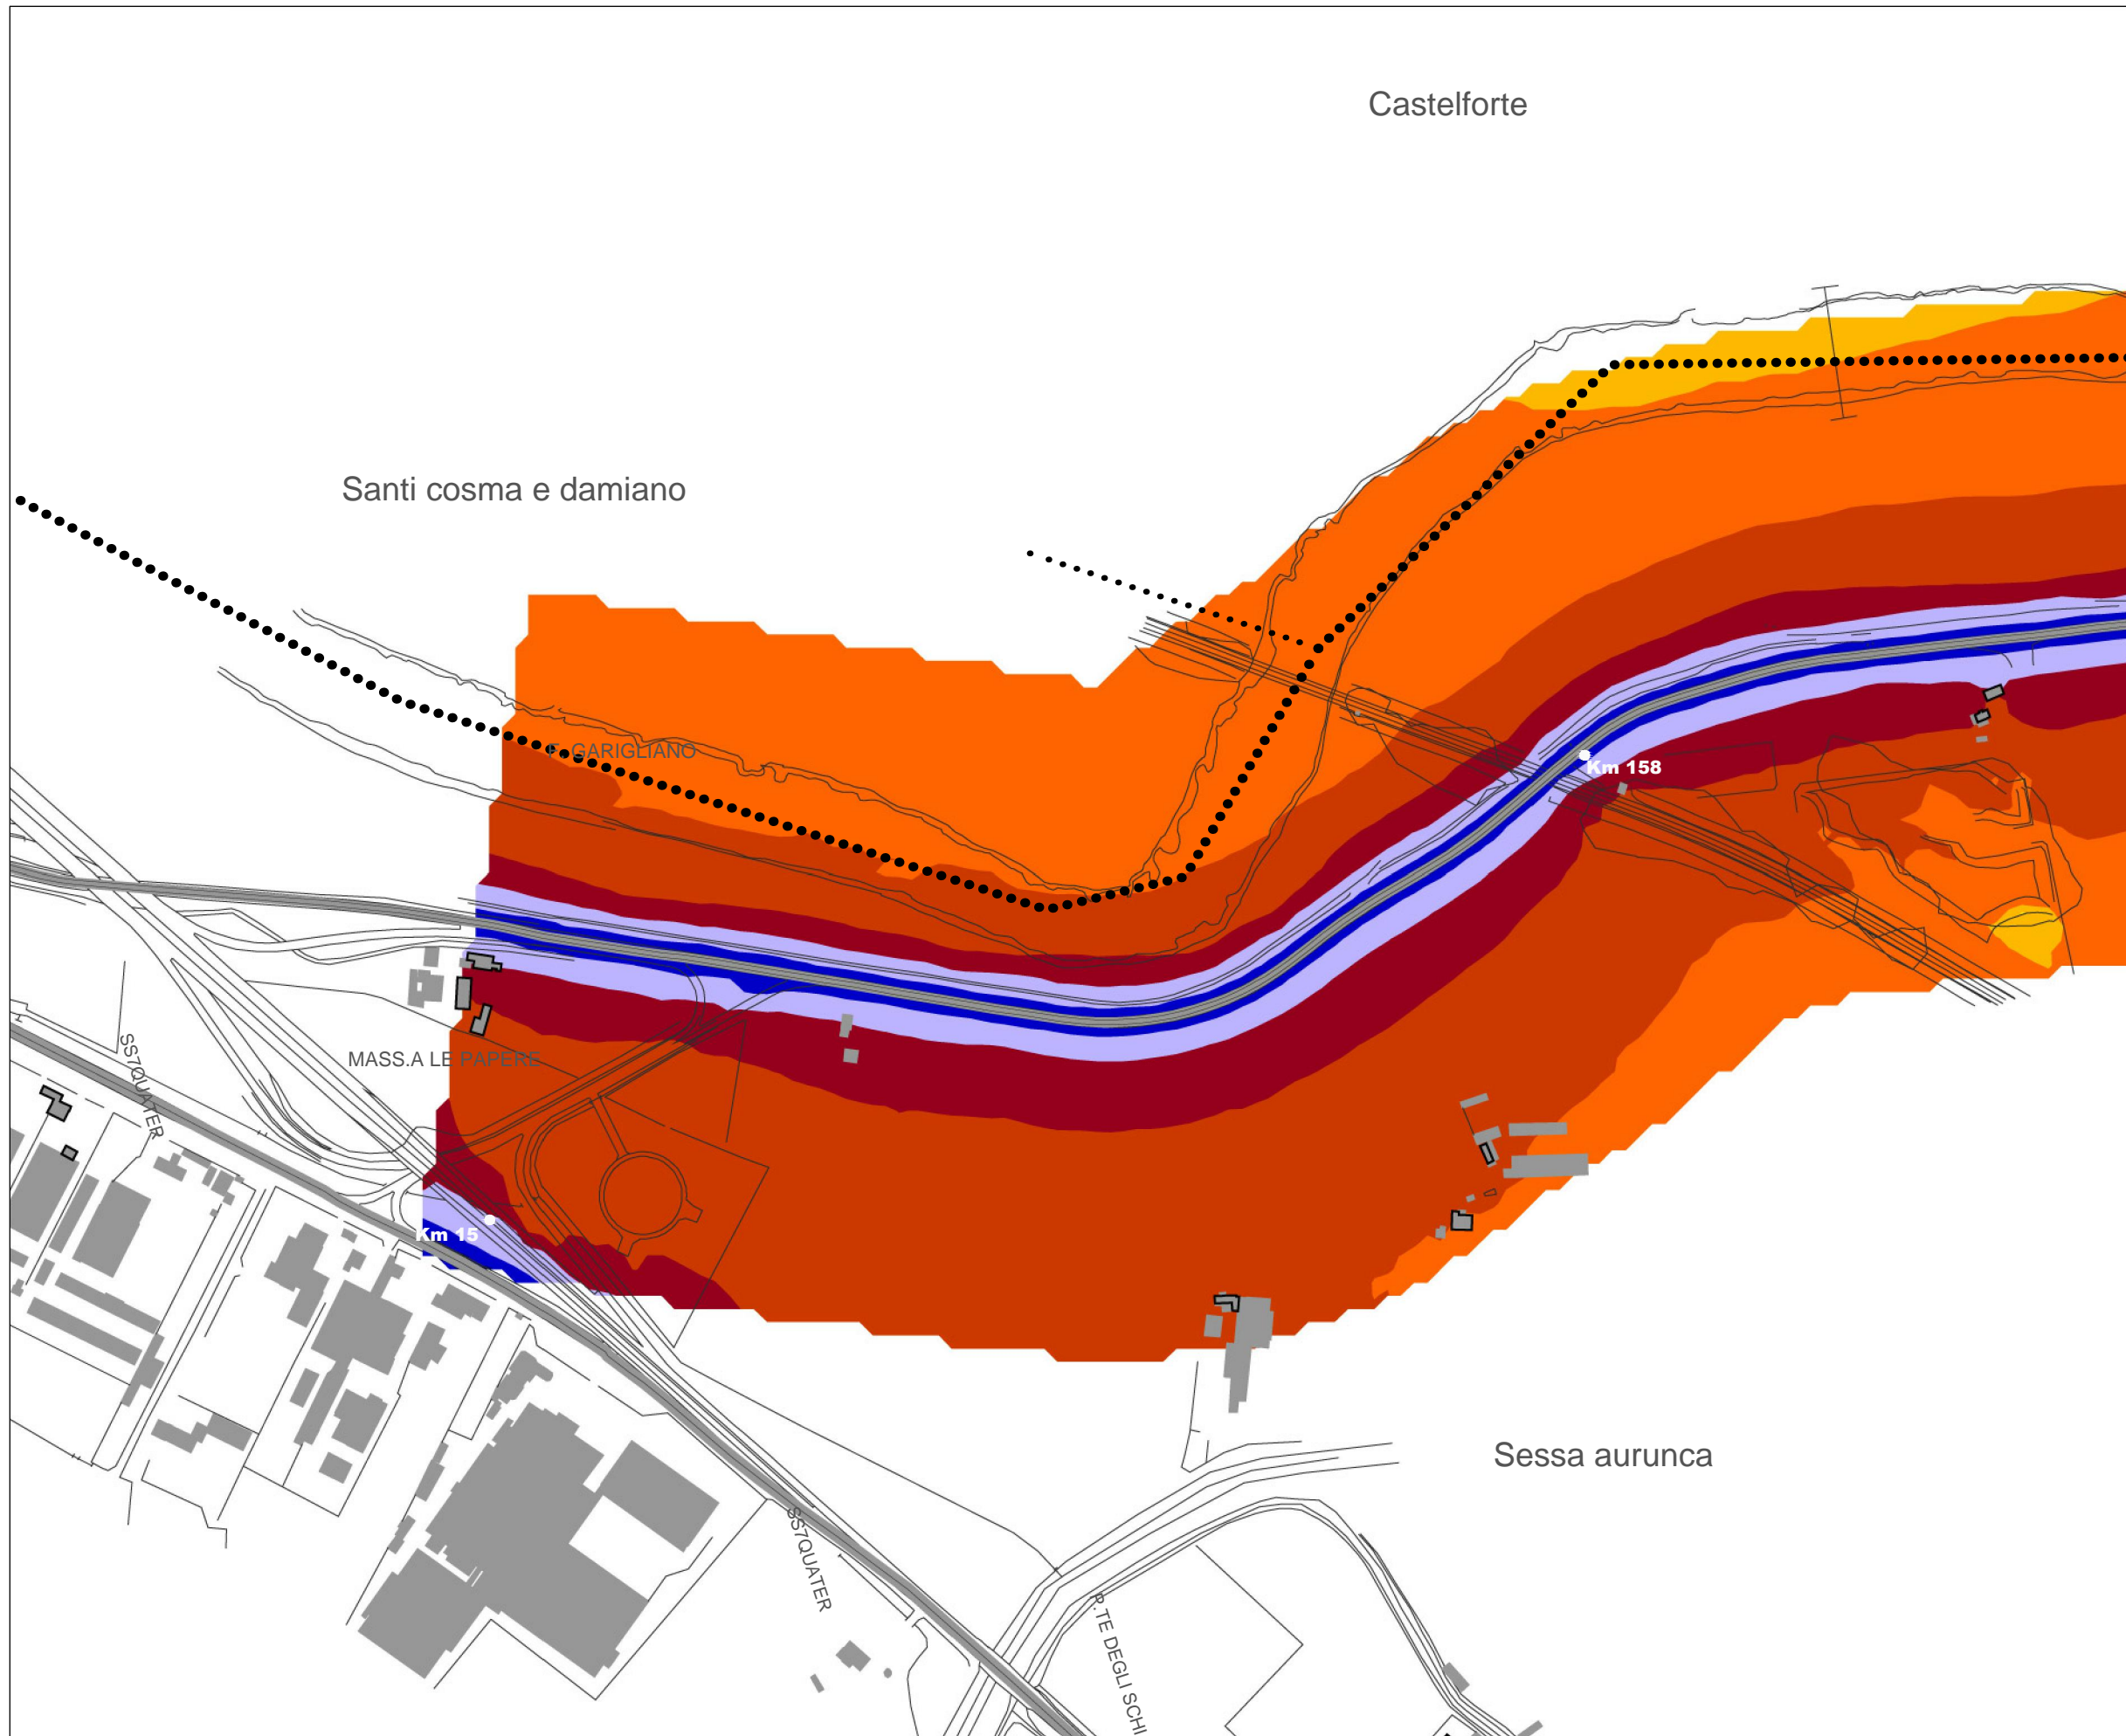 Castelforte
Santi cosma e damiano
F. GARIGLIANO
Km 158
SS7QUATER
MASS.A LE PAPERE
Km 15
Sessa aurunca
SS7QUATER
P.TE DEGLI SCHI